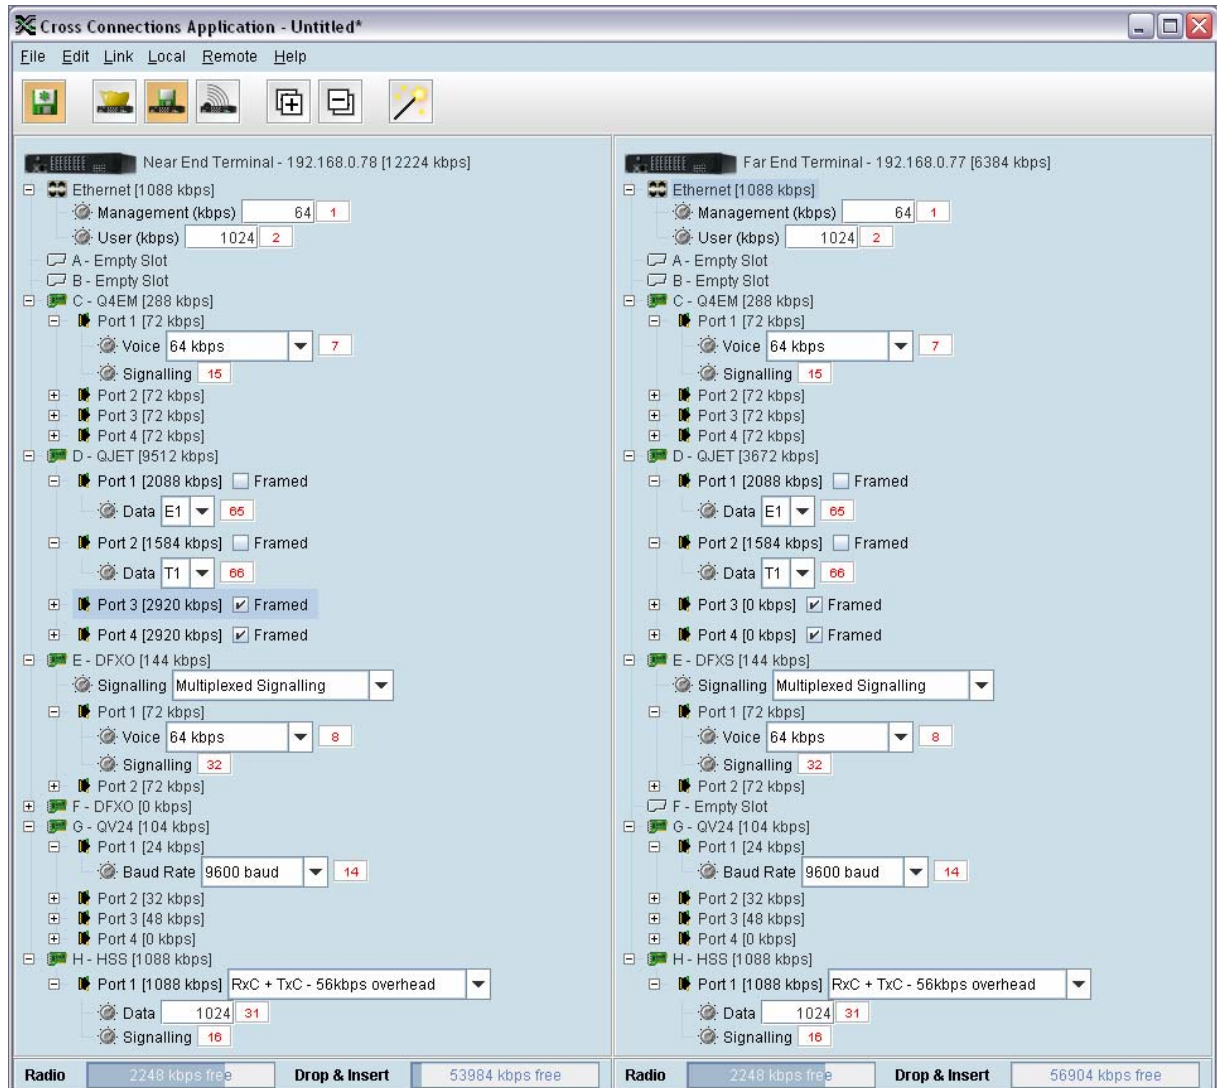 Cross Connections Application - Untitled*
File Edit Link Local Remote Help
Near End Terminal - 192.168.0.78 [12224 kbps]
Ethernet [1088 kbps]
Management (kbps) 64 1
User (kbps) 1024 2
A - Empty Slot
B - Empty Slot
C - Q4EM [288 kbps]
Port 1 [72 kbps]
Voice 64 kbps 7
Signalling 15
Port 2 [72 kbps]
Port 3 [72 kbps]
Port 4 [72 kbps]
D - QJET [9512 kbps]
Port 1 [2088 kbps] Framed
Data E1 65
Port 2 [1584 kbps] Framed
Data T1 66
Port 3 [2920 kbps] Framed
Port 4 [2920 kbps] Framed
E - DFXO [144 kbps]
Signalling Multiplexed Signalling
Port 1 [72 kbps]
Voice 64 kbps 8
Signalling 32
Port 2 [72 kbps]
F - DFXO [0 kbps]
G - QV24 [104 kbps]
Port 1 [24 kbps]
Baud Rate 9600 baud 14
Port 2 [32 kbps]
Port 3 [48 kbps]
Port 4 [0 kbps]
H - HSS [1088 kbps]
Port 1 [1088 kbps] RxC + TxC - 56kbps overhead
Data 1024 31
Signalling 16
Radio 2248 kbps free Drop & Insert 53984 kbps free
Far End Terminal - 192.168.0.77 [6384 kbps]
Ethernet [1088 kbps]
Management (kbps) 64 1
User (kbps) 1024 2
A - Empty Slot
B - Empty Slot
C - Q4EM [288 kbps]
Port 1 [72 kbps]
Voice 64 kbps 7
Signalling 15
Port 2 [72 kbps]
Port 3 [72 kbps]
Port 4 [72 kbps]
D - QJET [3672 kbps]
Port 1 [2088 kbps] Framed
Data E1 65
Port 2 [1584 kbps] Framed
Data T1 66
Port 3 [0 kbps] Framed
Port 4 [0 kbps] Framed
E - DFXS [144 kbps]
Signalling Multiplexed Signalling
Port 1 [72 kbps]
Voice 64 kbps 8
Signalling 32
Port 2 [72 kbps]
F - Empty Slot
G - QV24 [104 kbps]
Port 1 [24 kbps]
Baud Rate 9600 baud 14
Port 2 [32 kbps]
Port 3 [48 kbps]
Port 4 [0 kbps]
H - HSS [1088 kbps]
Port 1 [1088 kbps] RxC + TxC - 56kbps overhead
Data 1024 31
Signalling 16
Radio 2248 kbps free Drop & Insert 56904 kbps free